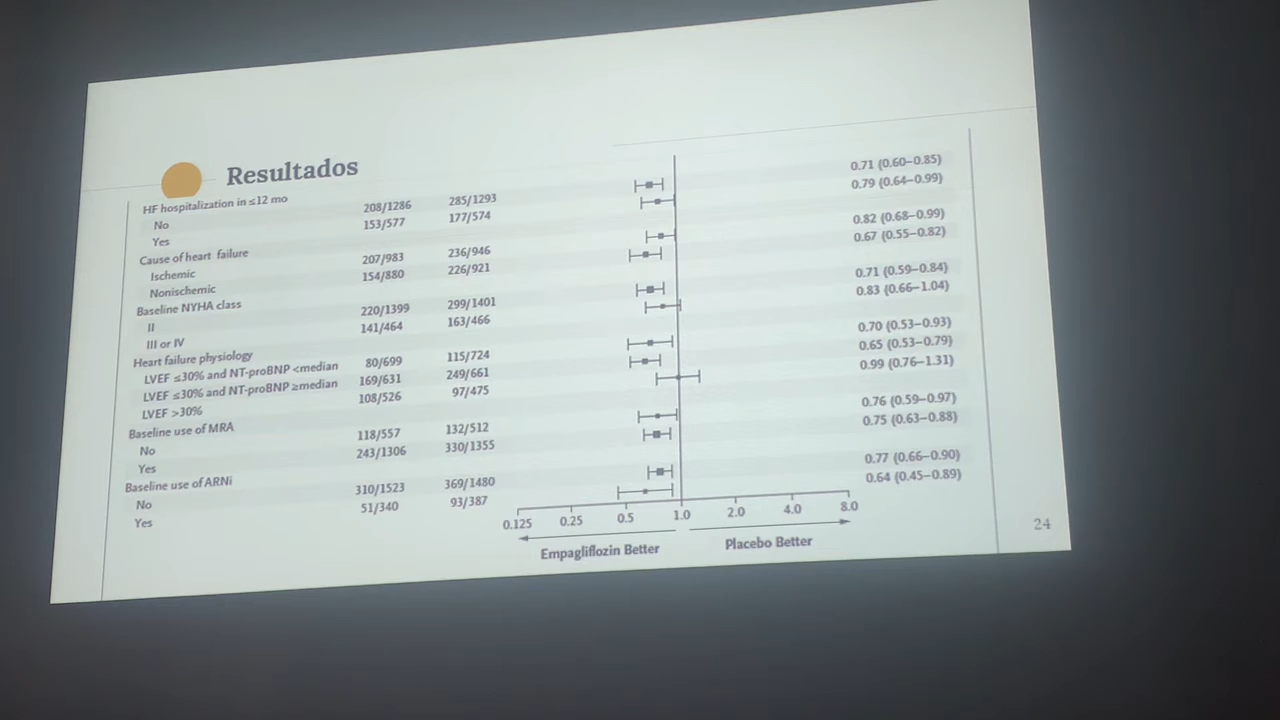 Resultados
HF hospitalization in ≤12 mo
No 208/1286 285/1293 0.71 (0.60–0.85)
Yes 153/577 177/574 0.79 (0.64–0.99)
Cause of heart failure
Ischemic 207/983 236/946 0.82 (0.68–0.99)
Nonischemic 154/880 226/921 0.67 (0.55–0.82)
Baseline NYHA class
II 220/1399 299/1401 0.71 (0.59–0.84)
III or IV 141/464 163/466 0.83 (0.66–1.04)
Heart failure physiology
LVEF ≤30% and NT-proBNP <median 80/699 115/724 0.70 (0.53–0.93)
LVEF ≤30% and NT-proBNP ≥median 169/631 249/661 0.65 (0.53–0.79)
LVEF >30% 108/526 97/475 0.99 (0.76–1.31)
Baseline use of MRA
No 118/557 132/512 0.76 (0.59–0.97)
Yes 243/1306 330/1355 0.75 (0.63–0.88)
Baseline use of ARNi
No 310/1523 369/1480 0.77 (0.66–0.90)
Yes 51/340 93/387 0.64 (0.45–0.89)
0.125 0.25 0.5 1.0 2.0 4.0 8.0
Empagliflozin Better Placebo Better
24